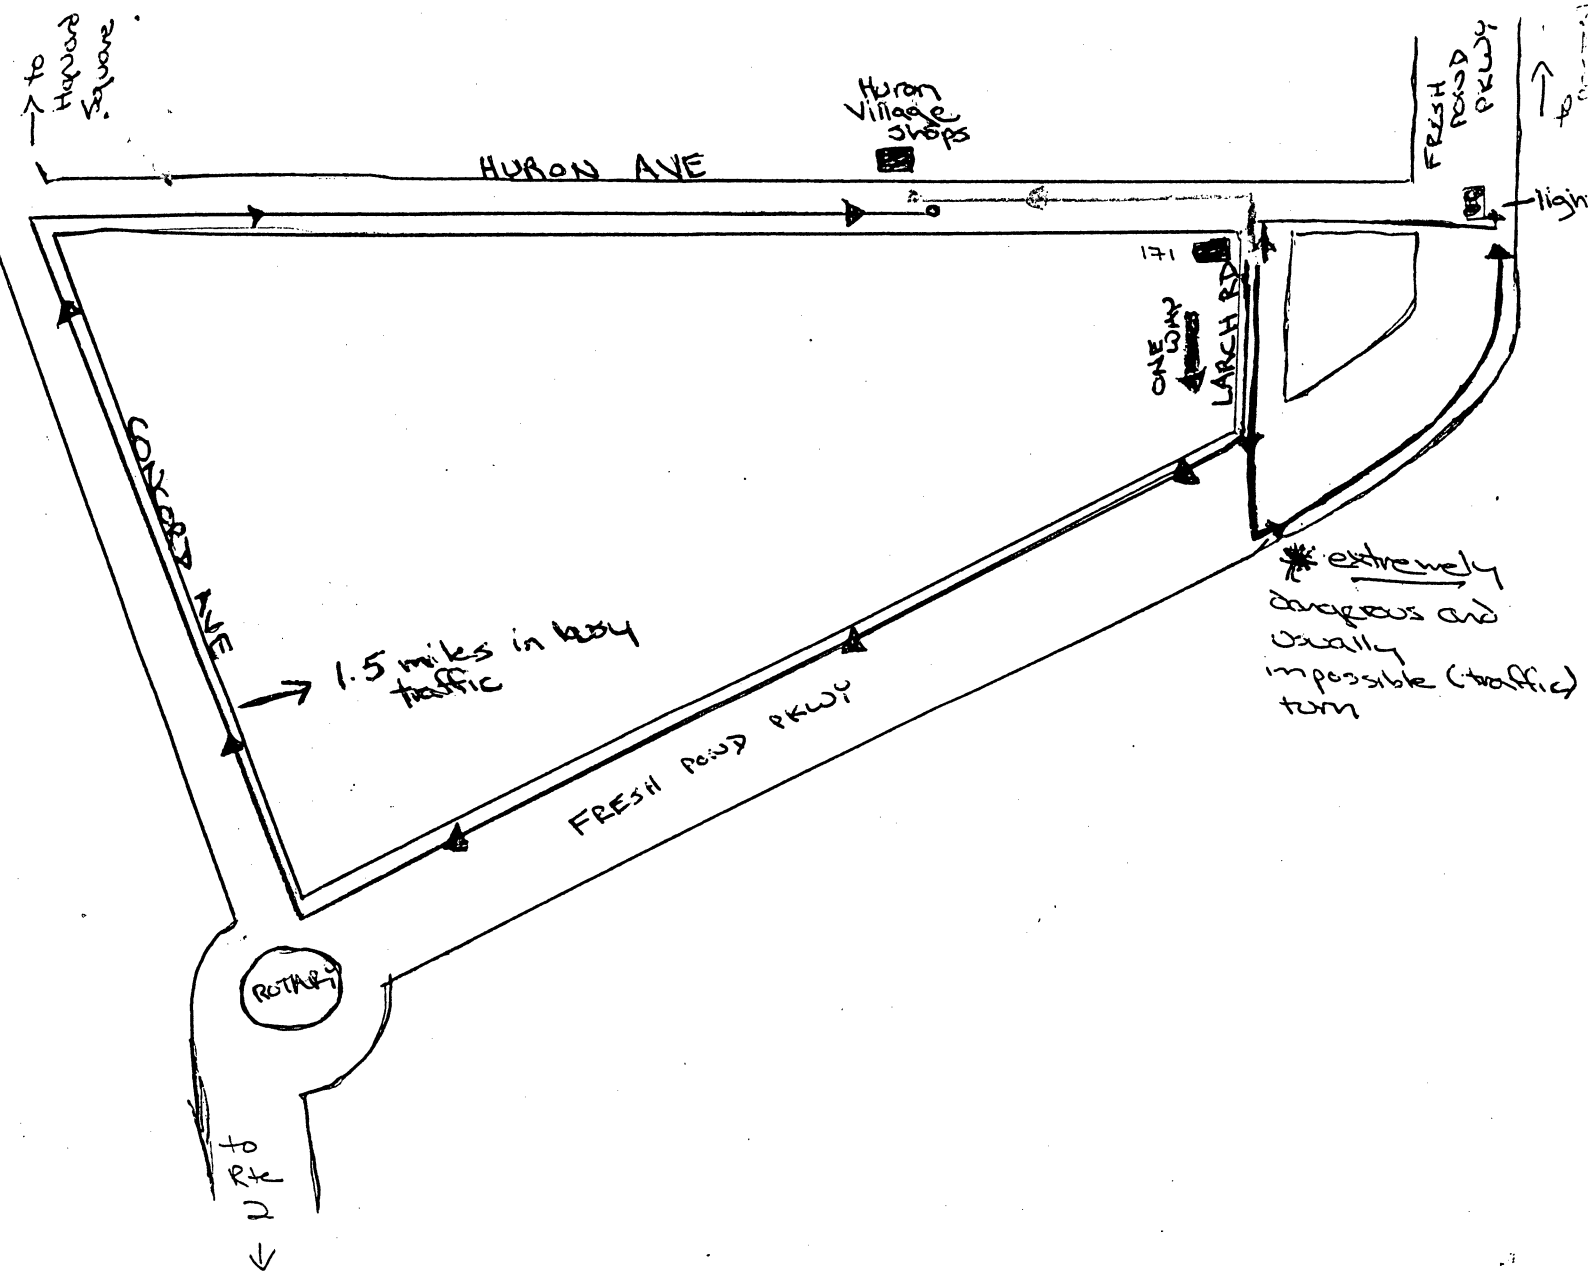 → to
Harvard
Square.
Huron
Village
Shops
HURON AVE
FRESH
POND
PKWY
→ to
light
171
ONE
WAY
LARCH RD
CONCORD AVE
→ 1.5 miles in busy
traffic
* extremely
dangerous and
usually
impossible (traffic)
turn
FRESH POND PKWY
ROTARY
to
Rte
2
↓